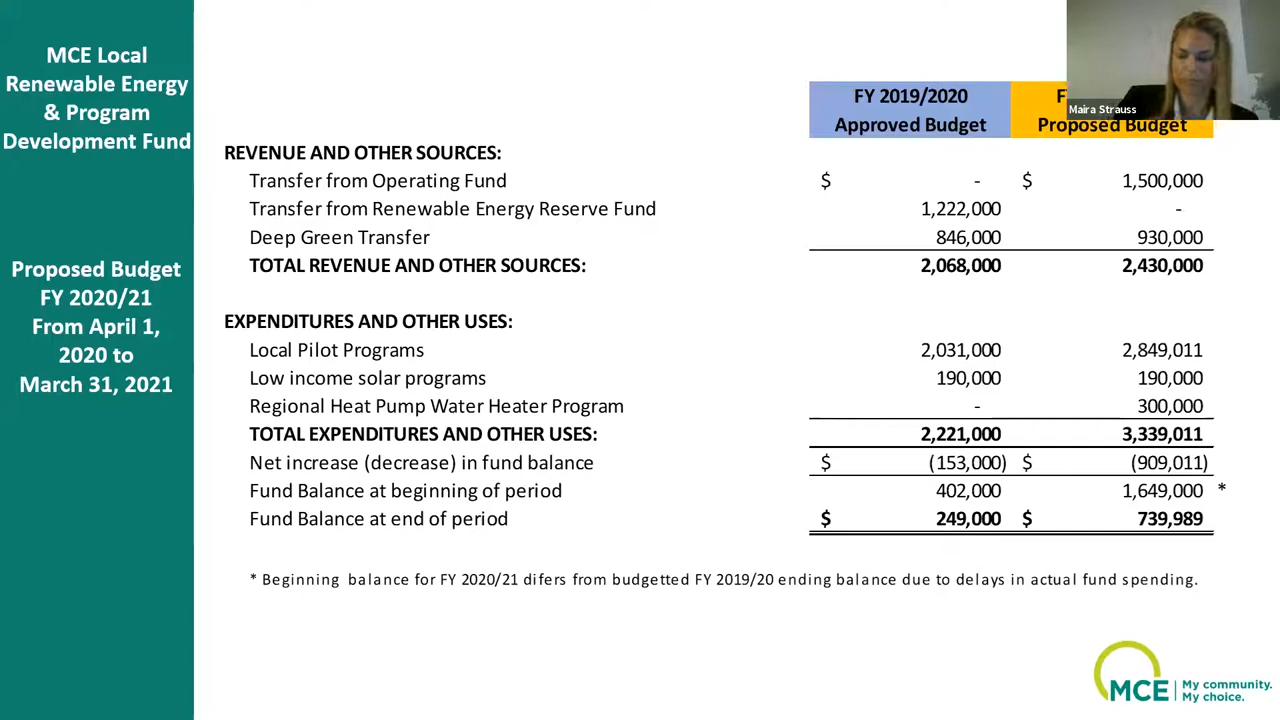 MCE Local
Renewable Energy
& Program
Development Fund
Proposed Budget
FY 2020/21
From April 1,
2020 to
March 31, 2021
Maira Strauss
FY 2019/2020
Approved Budget Proposed Budget
REVENUE AND OTHER SOURCES:
Transfer from Operating Fund $ - $ 1,500,000
Transfer from Renewable Energy Reserve Fund 1,222,000 -
Deep Green Transfer 846,000 930,000
TOTAL REVENUE AND OTHER SOURCES: 2,068,000 2,430,000
EXPENDITURES AND OTHER USES:
Local Pilot Programs 2,031,000 2,849,011
Low income solar programs 190,000 190,000
Regional Heat Pump Water Heater Program - 300,000
TOTAL EXPENDITURES AND OTHER USES: 2,221,000 3,339,011
Net increase (decrease) in fund balance $ (153,000) $ (909,011)
Fund Balance at beginning of period 402,000 1,649,000 *
Fund Balance at end of period $ 249,000 $ 739,989
* Beginning balance for FY 2020/21 difers from budgetted FY 2019/20 ending balance due to delays in actual fund spending.
MCE
My community.
My choice.